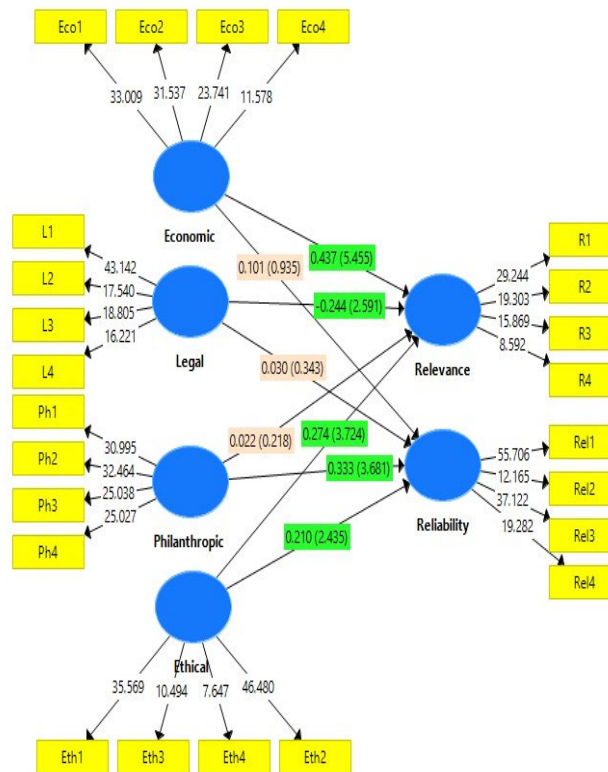 Eco1 Eco2 Eco3 Eco4
33.009 31.537 23.741 11.578
Economic
L1
L2
L3
L4
43.142
17.540
18.805
16.221
Legal
Ph1
Ph2
Ph3
Ph4
30.995
32.464
25.038
25.027
Philanthropic
0.437 (5.455)
0.101 (0.935)
-0.244 (2.591)
0.030 (0.343)
0.022 (0.218)
0.274 (3.724)
0.333 (3.681)
0.210 (2.435)
R1
R2
R3
R4
29.244
19.303
15.869
8.592
Relevance
Rel1
Rel2
Rel3
Rel4
55.706
12.165
37.122
19.282
Reliability
Ethical
35.569 10.494 7.647 46.480
Eth1 Eth3 Eth4 Eth2